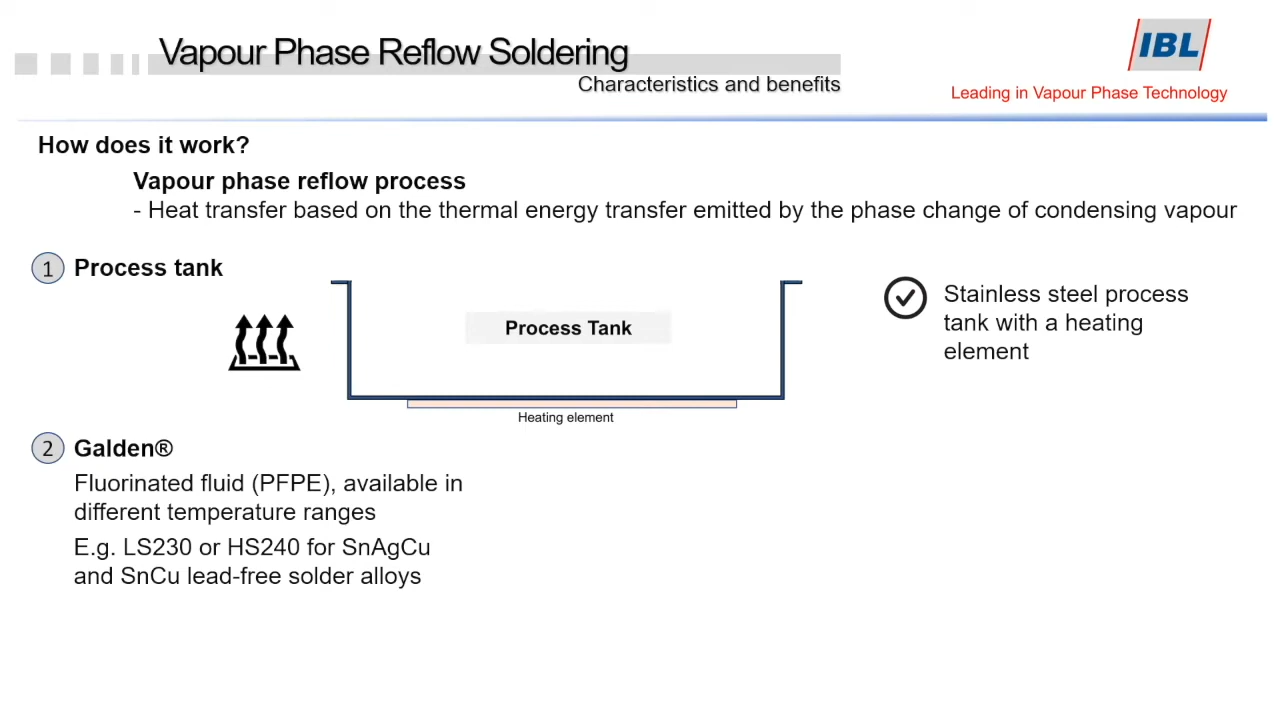 Vapour Phase Reflow Soldering
Characteristics and benefits
IBL
Leading in Vapour Phase Technology
How does it work?
Vapour phase reflow process
- Heat transfer based on the thermal energy transfer emitted by the phase change of condensing vapour
1 Process tank
Process Tank
Heating element
Stainless steel process
tank with a heating
element
2 Galden®
Fluorinated fluid (PFPE), available in
different temperature ranges
E.g. LS230 or HS240 for SnAgCu
and SnCu lead-free solder alloys